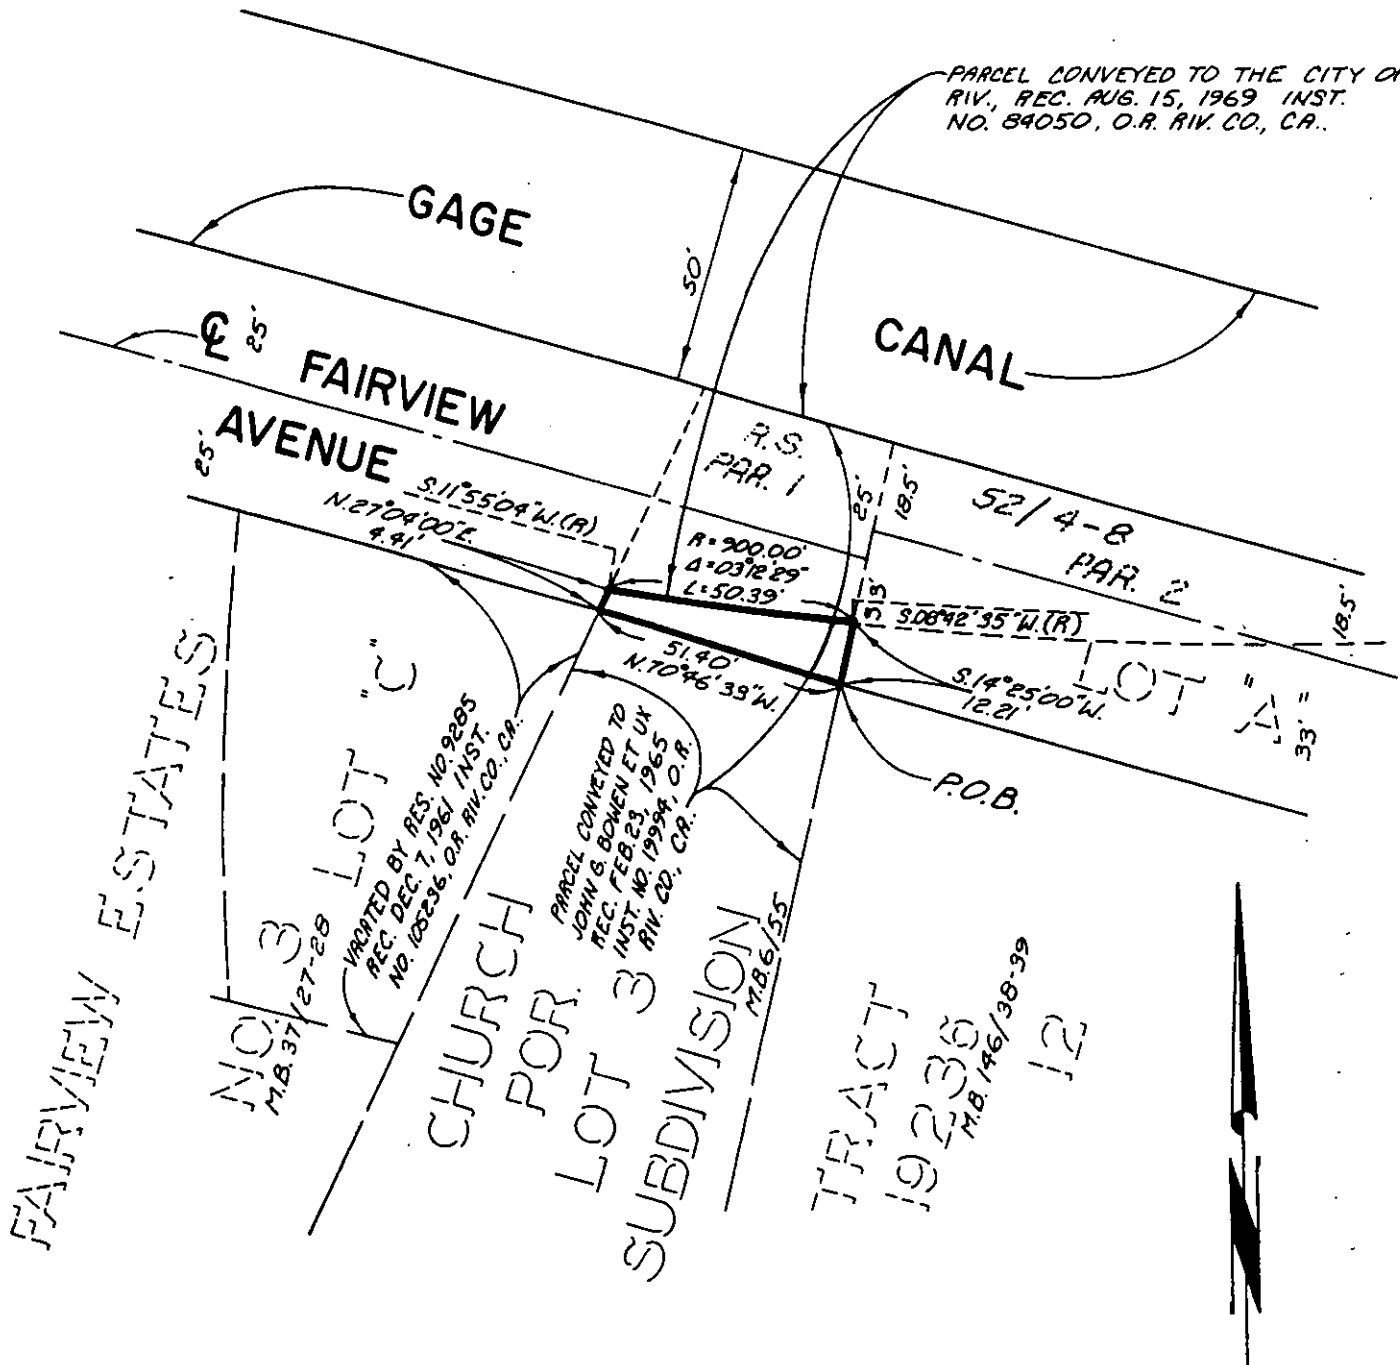 PARCEL CONVEYED TO THE CITY OF
RIV., REC. AUG. 15, 1969 INST.
NO. 84050, O.R. RIV. CO., CA..
GAGE
50'
CANAL
℄
25'
FAIRVIEW
AVENUE
25'
R.S.
PAR. 1
25'
18.5'
52/4-8
PAR. 2
18.5'
S.11°55'04"W.(R)
N.27°04'00"E.
4.41'
R=900.00'
Δ=03°12'29"
L=50.39'
33'
S.08°42'35"W.(R)
51.40'
N.70°46'39"W.
S.14°25'00"W.
12.21'
LOT "A"
33'
P.O.B.
FAIRVIEW ESTATES
NO. 3
M.B. 37/127-28
LOT "C"
VACATED BY RES. NO. 9285
REC. DEC. 7, 1961 INST.
NO. 105236, O.R. RIV. CO., CA..
PARCEL CONVEYED TO
JOHN G. BOWEN ET UX
REC. FEB. 23, 1965
INST. NO. 19994, O.R.
RIV. CO., CA..
CHURCH
POR.
LOT 3
SUBDIVISION
M.B. 6/55
TRACT
19236
M.B. 146/38-39
12